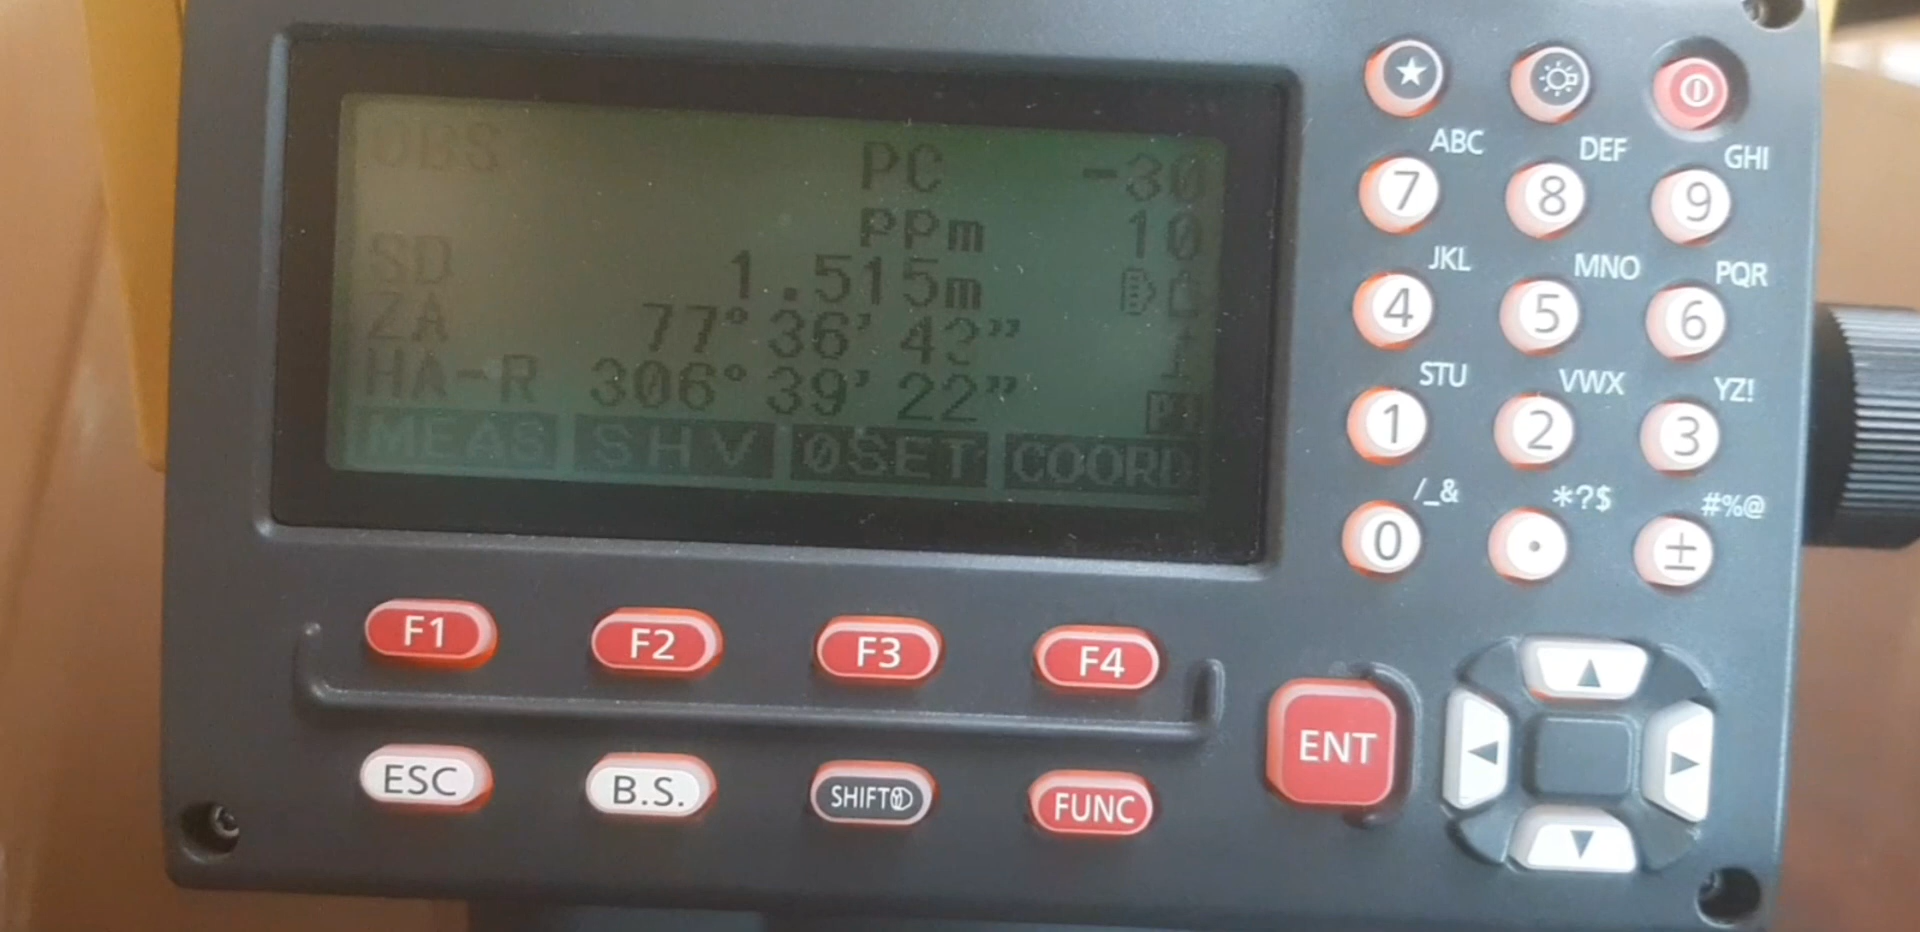 OBS PC -30
ppm 10
SD 1.515m
ZA 77° 36' 42"
HA-R 306° 39' 22"
P1
MEAS SHV 0SET COORD
ABC DEF GHI
7 8 9
JKL MNO PQR
4 5 6
STU VWX YZ!
1 2 3
/_& *?$ #%@
0 . ±
F1 F2 F3 F4
ESC B.S. SHIFT FUNC ENT